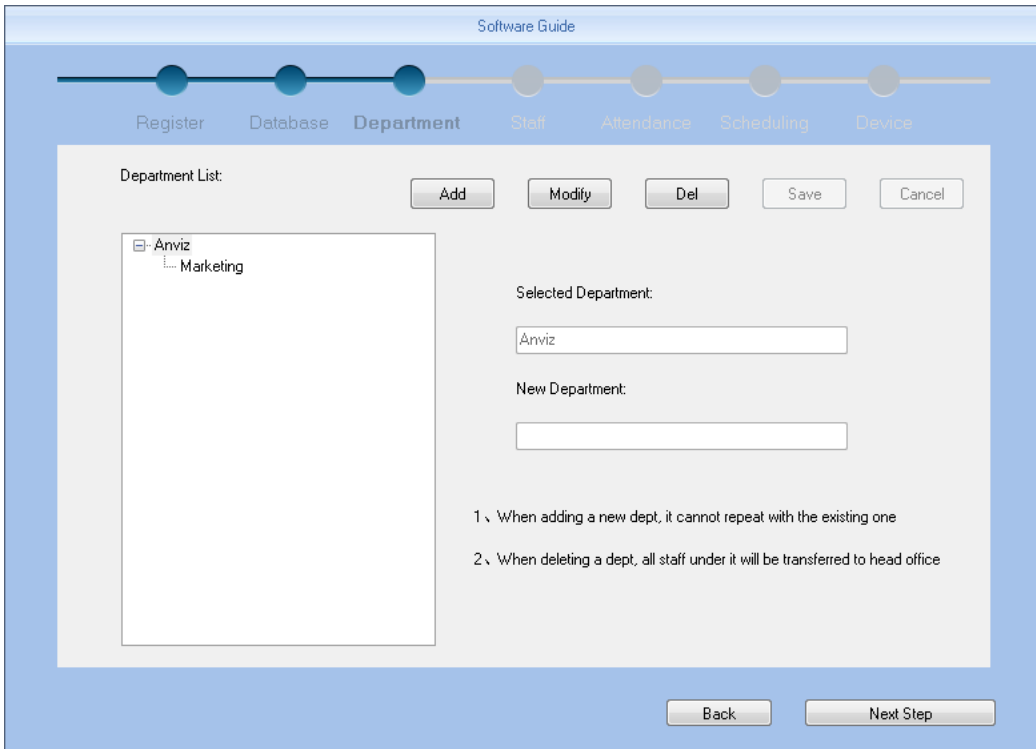 Software Guide
Register Database Department Staff Attendance Scheduling Device
Department List:
Add Modify Del Save Cancel
Anviz
Marketing
Selected Department:
Anviz
New Department:
1、When adding a new dept, it cannot repeat with the existing one
2、When deleting a dept, all staff under it will be transferred to head office
Back Next Step